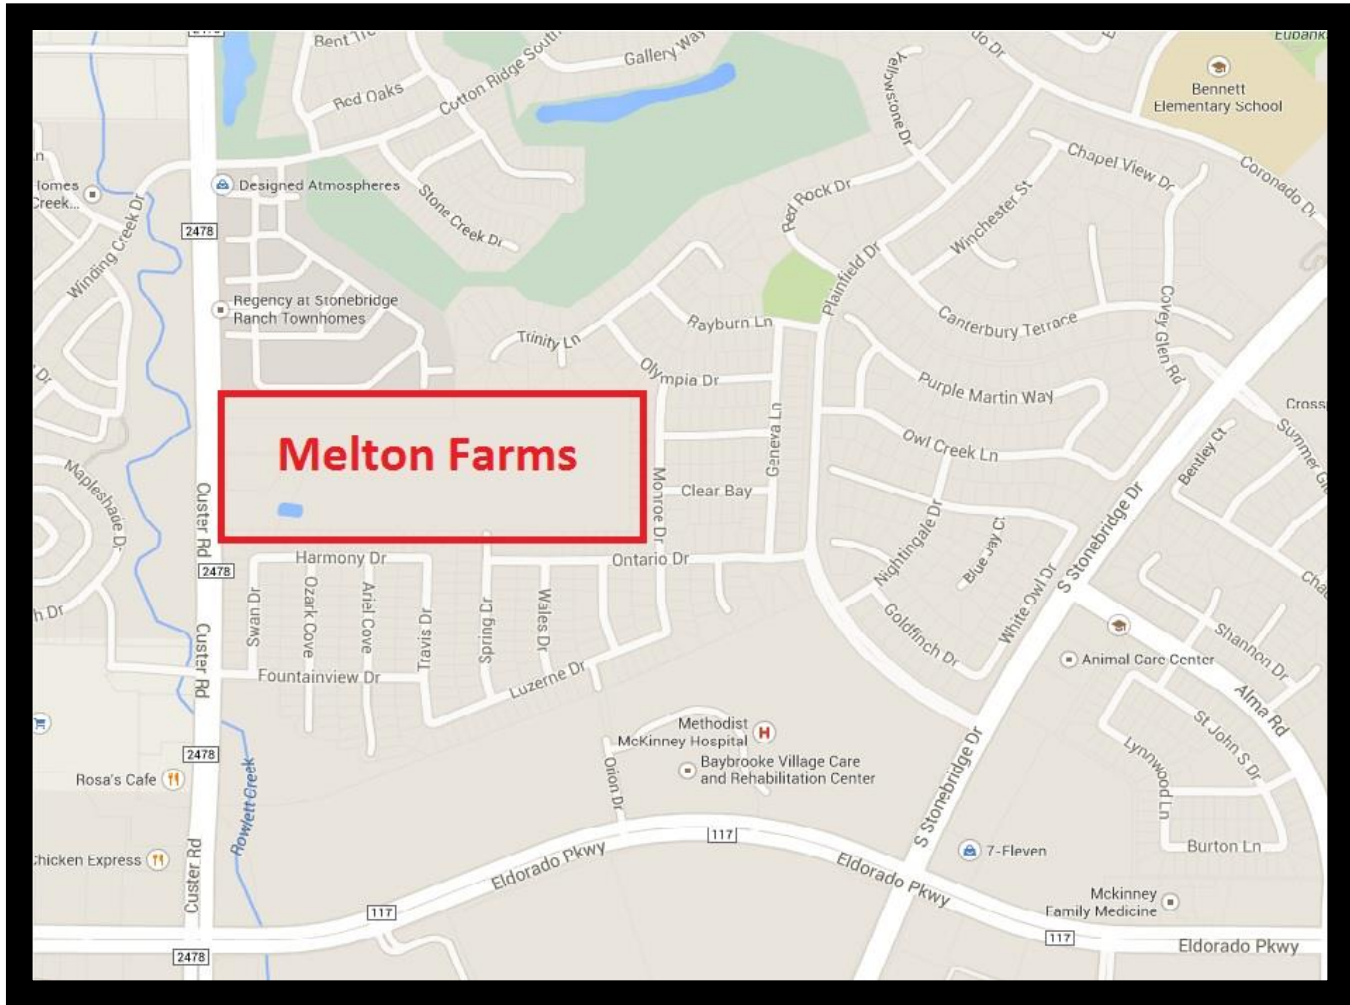 2478
Bent Tre
Gallery Way
do Dr
Eubank
Red Oaks
Cotton Ridge South
Yellowstone Dr
Bennett
Elementary School
Chapel View Dr
Coronado Dr
Homes
Creek...
Designed Atmospheres
Stone Creek Dr
Red Rock Dr
Winchester St
2478
Winding Creek Dr
Plainfield Dr
Regency at Stonebridge
Ranch Townhomes
Trinity Ln
Rayburn Ln
Canterbury Terrace
Covey Glen Rd
Olympia Dr
Purple Martin Way
Cross
Melton Farms
Geneva Ln
Owl Creek Ln
Bentley Ct
Summer Gl
Mapleshade D
Custer Rd
Monroe Dr
Clear Bay
S Stonebridge Dr
Nightingale Dr
Blue Jay Ct
White Owl Dr
2478
Harmony Dr
Ontario Dr
Cha
h Dr
Swan Dr
Ozark Cove
Ariel Cove
Travis Dr
Spring Dr
Wales Dr
Goldfinch Dr
Shannon Dr
Custer Rd
Fountainview Dr
Luzerne Dr
Animal Care Center
Alma Rd
Methodist
McKinney Hospital
St John S Dr
2478
Rosa's Cafe
Rowlett Creek
Orion Dr
Baybrooke Village Care
and Rehabilitation Center
Lynnwood Ln
S Stonebridge Dr
117
Chicken Express
Custer Rd
Eldorado Pkwy
Eldorado Pkwy
7-Eleven
Burton Ln
Mckinney
Family Medicine
117
117
2478
Eldorado Pkwy